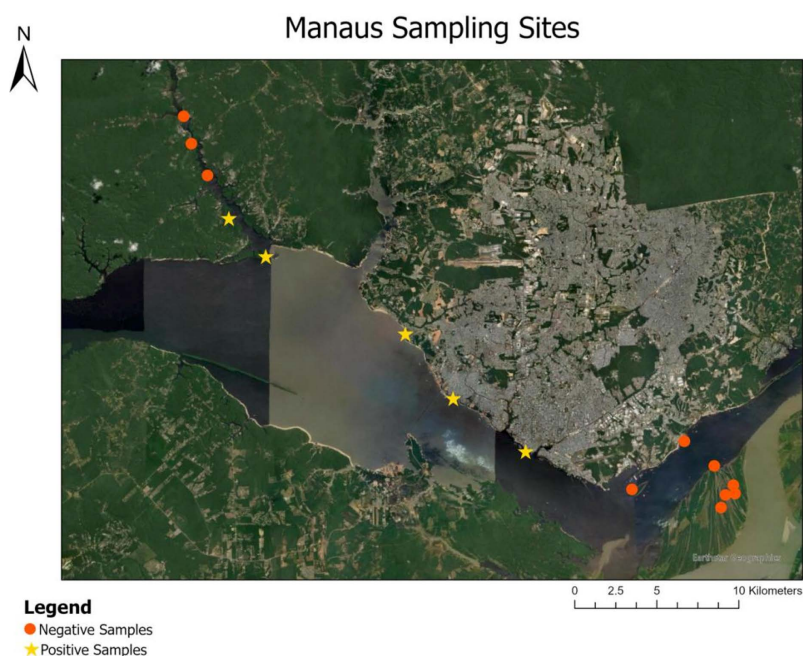 Manaus Sampling Sites
N
Earthstar Geographics
0 2.5 5 10 Kilometers
Legend
Negative Samples
Positive Samples